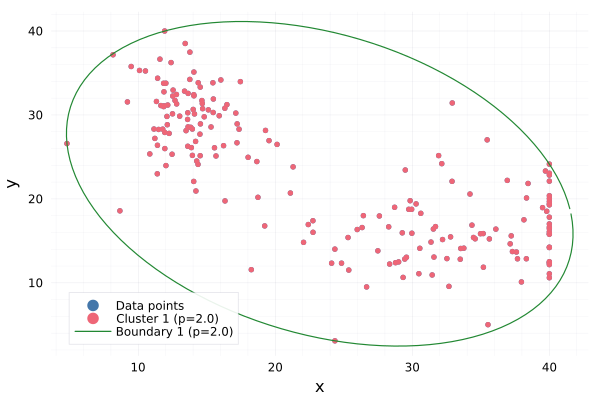 40
30
20
10
y
Data points
Cluster 1 (p=2.0)
Boundary 1 (p=2.0)
10 20 30 40
x